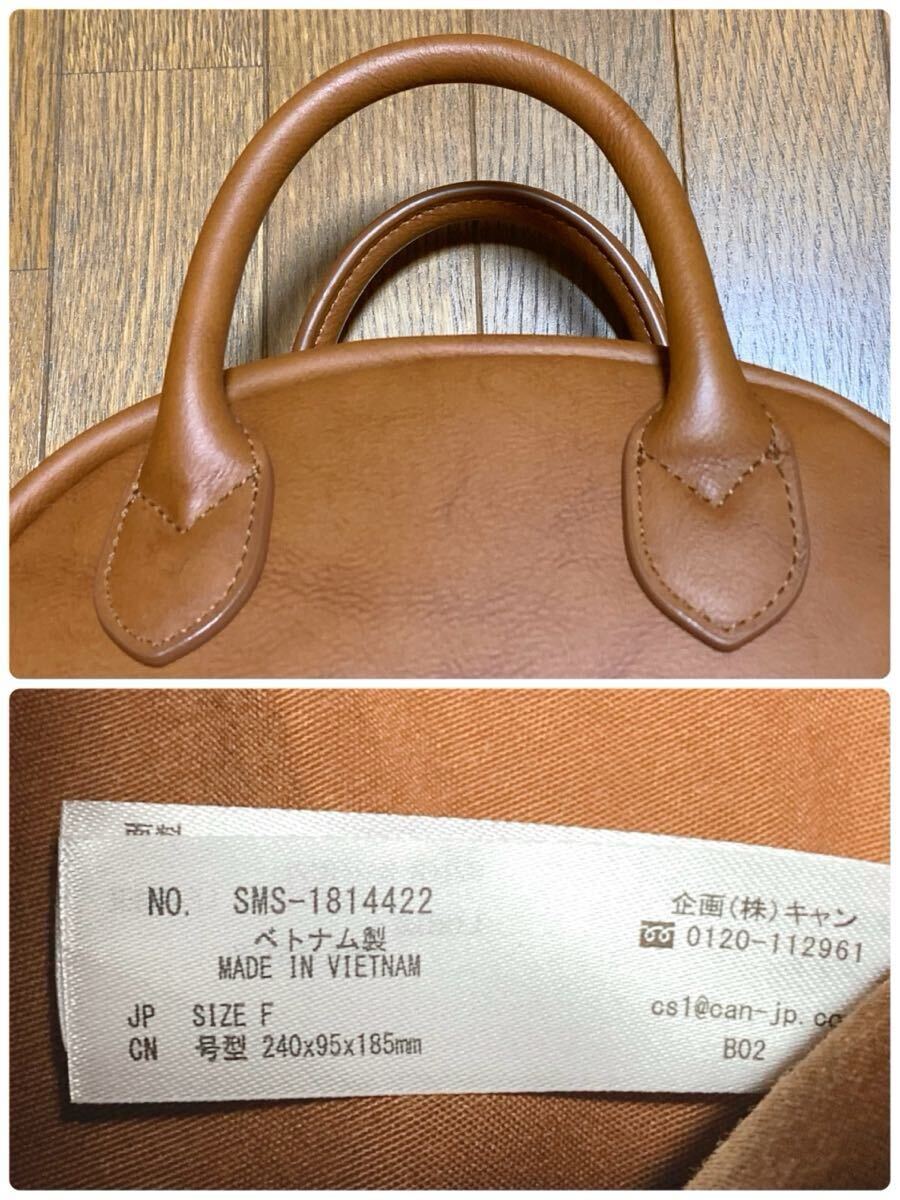 NO. SMS-1814422
ベトナム製
MADE IN VIETNAM
JP SIZE F
CN 号型 240x95x185mm
企画(株)キャン
0120-112961
cs1@can-jp.co
B02